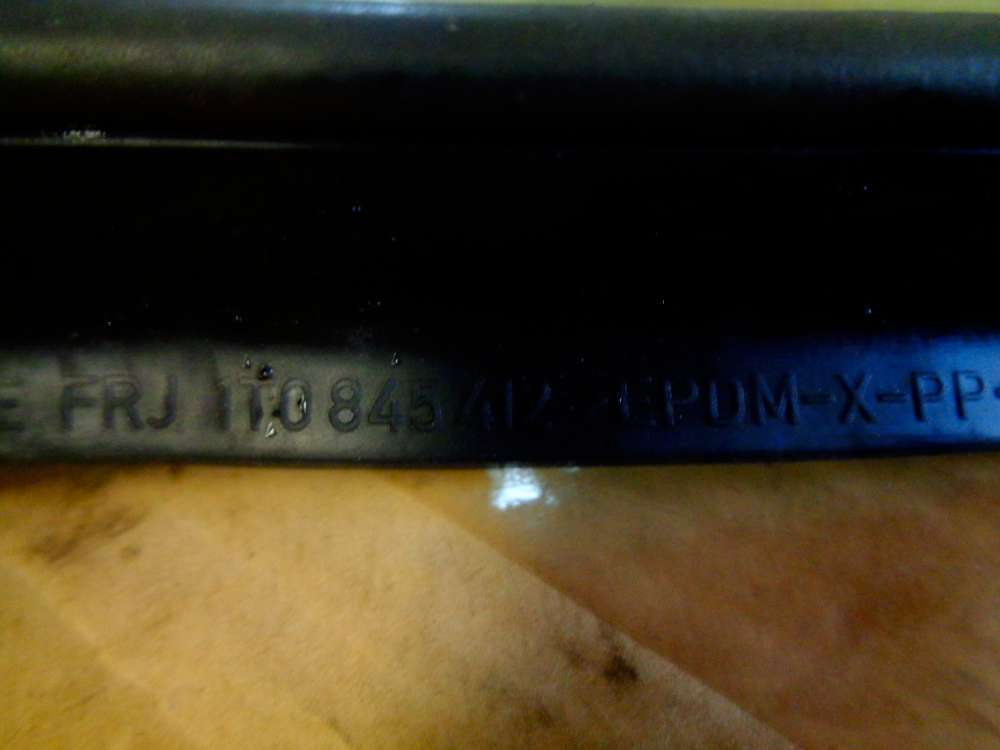 E FRJ 1T0 845 412 EPDM-X-PP-